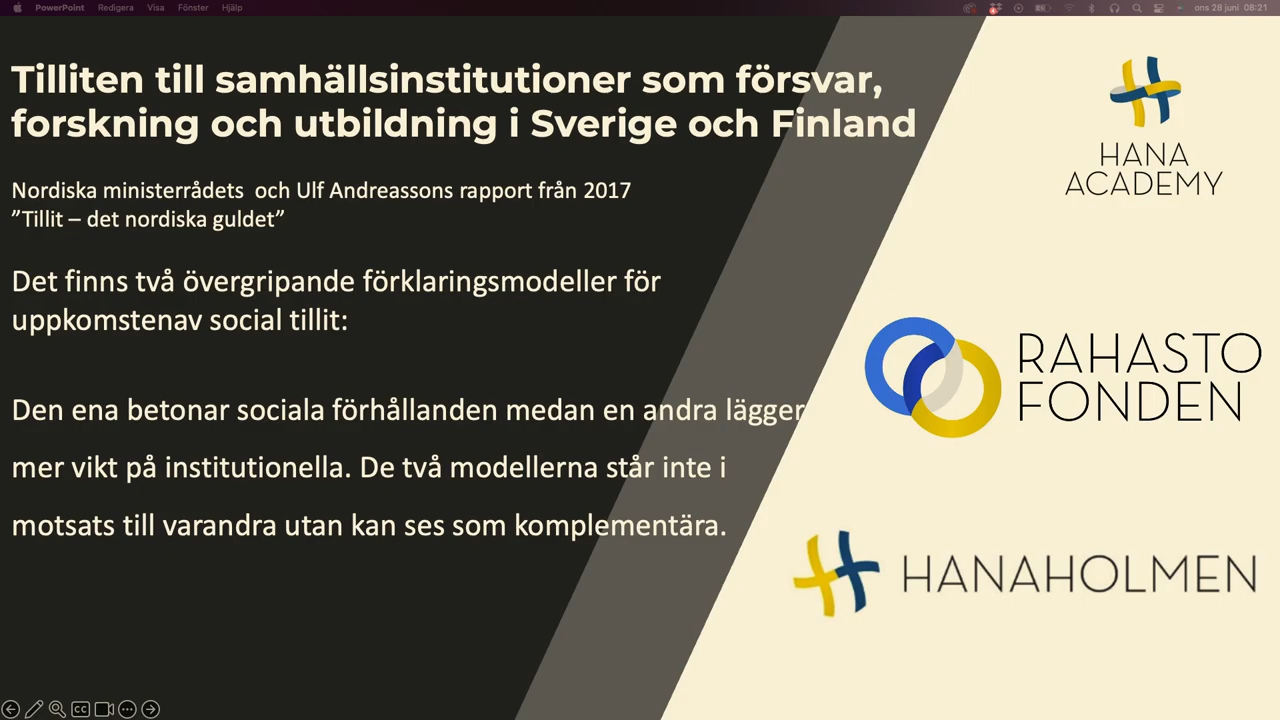 PowerPoint Redigera Visa Fönster Hjälp
ons 28 juni 08:21
Tilliten till samhällsinstitutioner som försvar,
forskning och utbildning i Sverige och Finland
Nordiska ministerrådets och Ulf Andreassons rapport från 2017
”Tillit – det nordiska guldet”
Det finns två övergripande förklaringsmodeller för
uppkomstenav social tillit:
Den ena betonar sociala förhållanden medan en andra lägger
mer vikt på institutionella. De två modellerna står inte i
motsats till varandra utan kan ses som komplementära.
HANA
ACADEMY
RAHASTO
FONDEN
HANAHOLMEN
CC